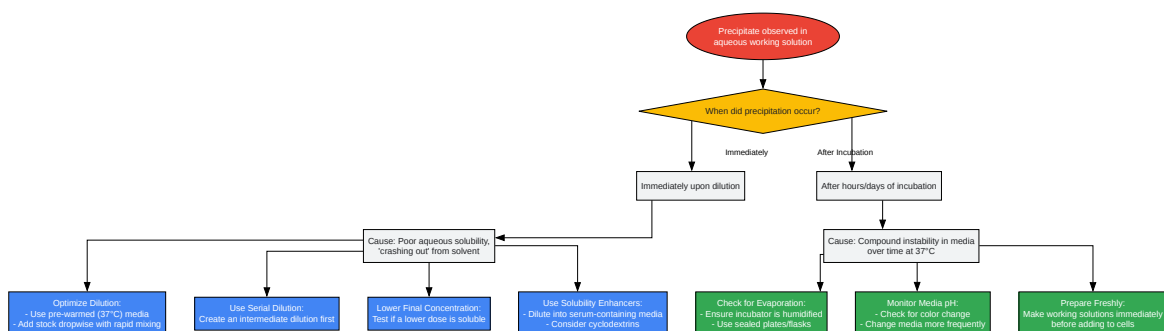 Precipitate observed in
aqueous working solution
When did precipitation occur?
Immediately
After Incubation
Immediately upon dilution
After hours/days of incubation
Cause: Poor aqueous solubility,
'crashing out' from solvent
Cause: Compound instability in media
over time at 37°C
Optimize Dilution:
- Use pre-warmed (37°C) media
- Add stock dropwise with rapid mixing
Use Serial Dilution:
Create an intermediate dilution first
Lower Final Concentration:
Test if a lower dose is soluble
Use Solubility Enhancers:
- Dilute into serum-containing media
- Consider cyclodextrins
Check for Evaporation:
- Ensure incubator is humidified
- Use sealed plates/flasks
Monitor Media pH:
- Check for color change
- Change media more frequently
Prepare Freshly:
Make working solutions immediately
before adding to cells